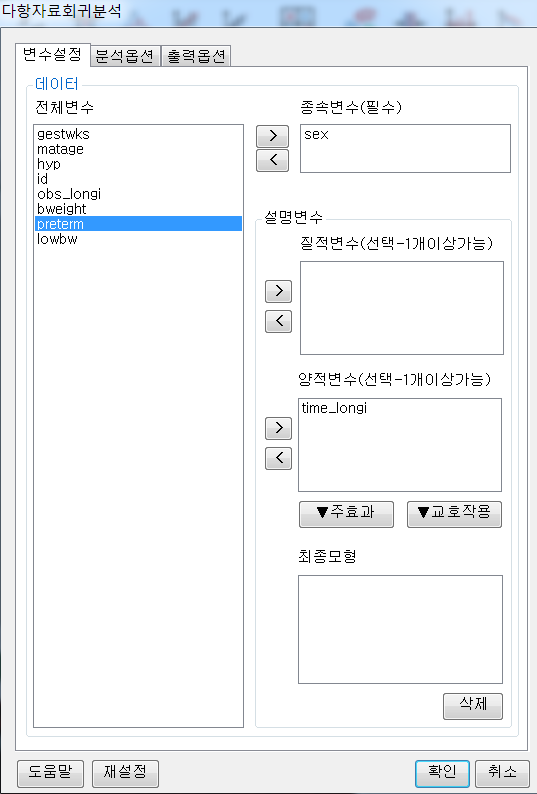 다항자료회귀분석
변수설정 분석옵션 출력옵션
데이터
전체변수
gestwks
matage
hyp
id
obs_longi
bweight
preterm
lowbw
>
<
종속변수(필수)
sex
설명변수
질적변수(선택-1개이상가능)
>
<
양적변수(선택-1개이상가능)
time_longi
>
<
▼주효과 ▼교호작용
최종모형
삭제
도움말 재설정 확인 취소